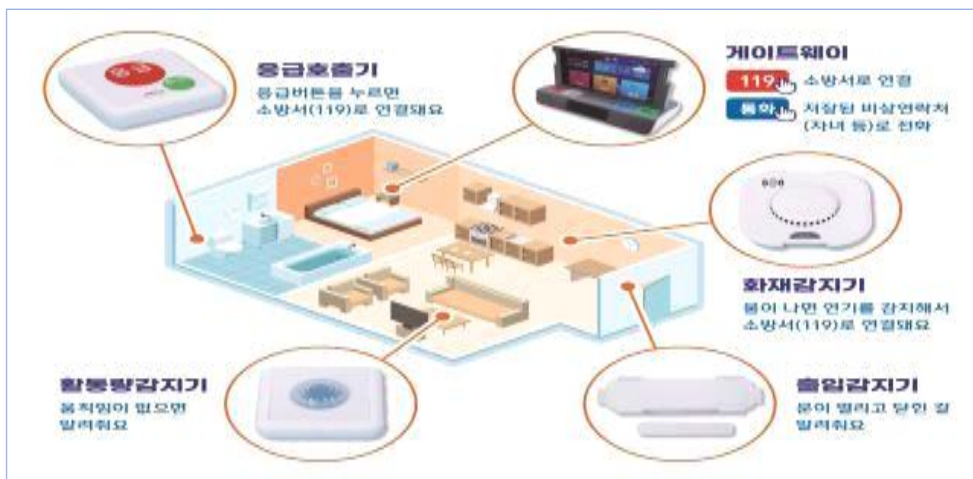 응급호출기
응급버튼을 누르면
소방서(119)로 연결돼요
응급
게이트웨이
119 소방서로 연결
통화 저장된 비상연락처
(자녀 등)로 전화
화재감지기
불이 나면 연기를 감지해서
소방서(119)로 연결돼요
활동량감지기
움직임이 없으면
알려줘요
출입감지기
문이 열리고 닫힌 걸
알려줘요